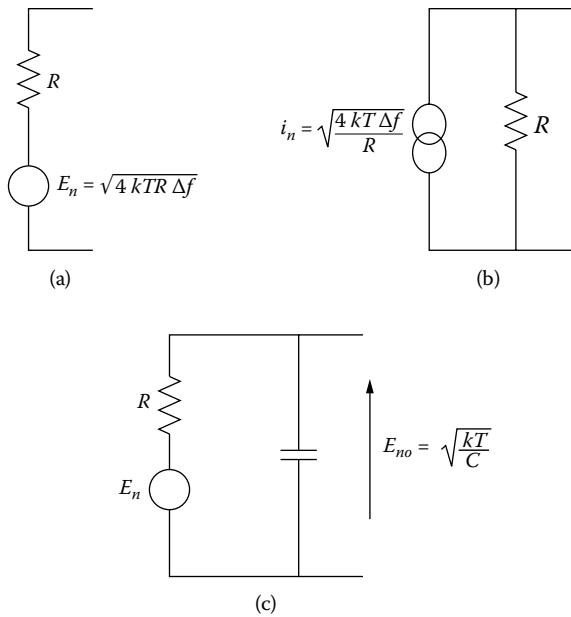 R
E_n = √4 kTR Δf
(a)
i_n = √4 kT Δf / R
R
(b)
R
E_n
E_no = √kT / C
(c)